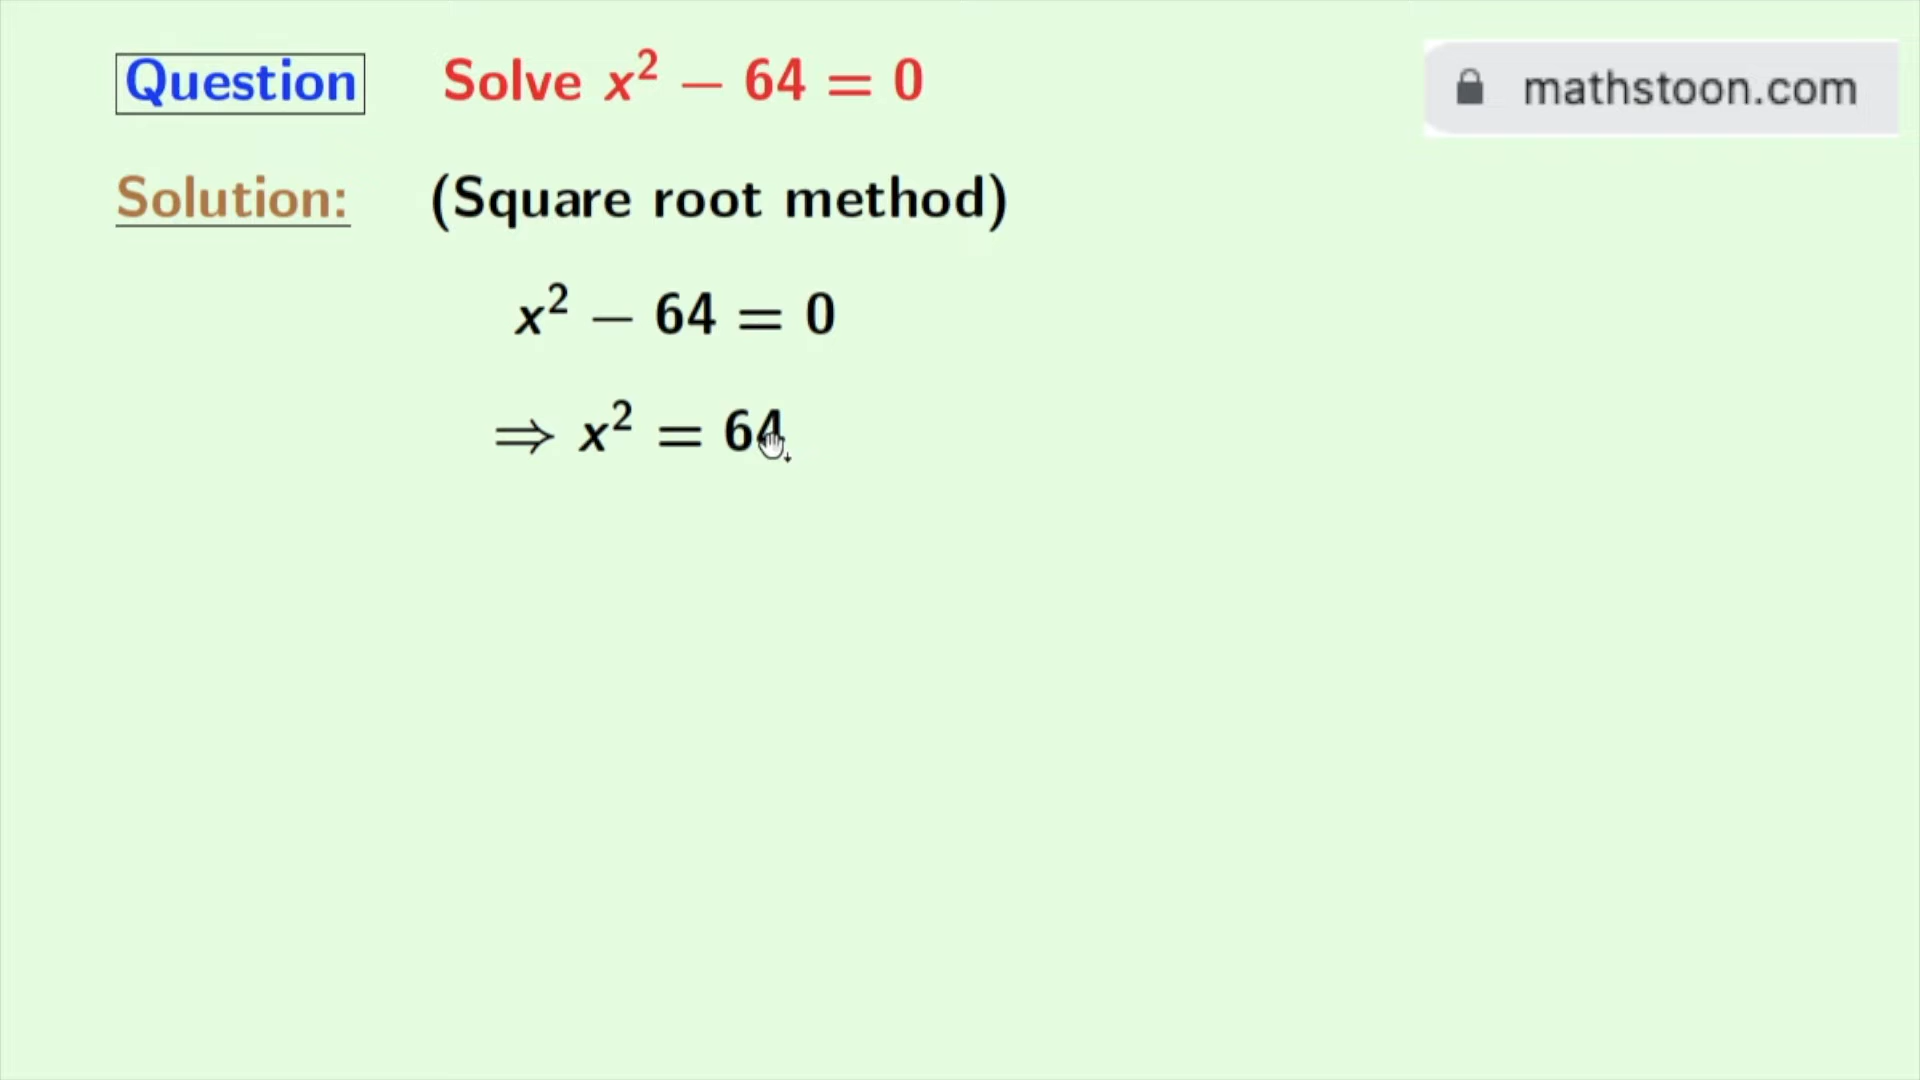 Question Solve x² − 64 = 0
mathstoon.com
Solution: (Square root method)
x² − 64 = 0
⇒ x² = 64